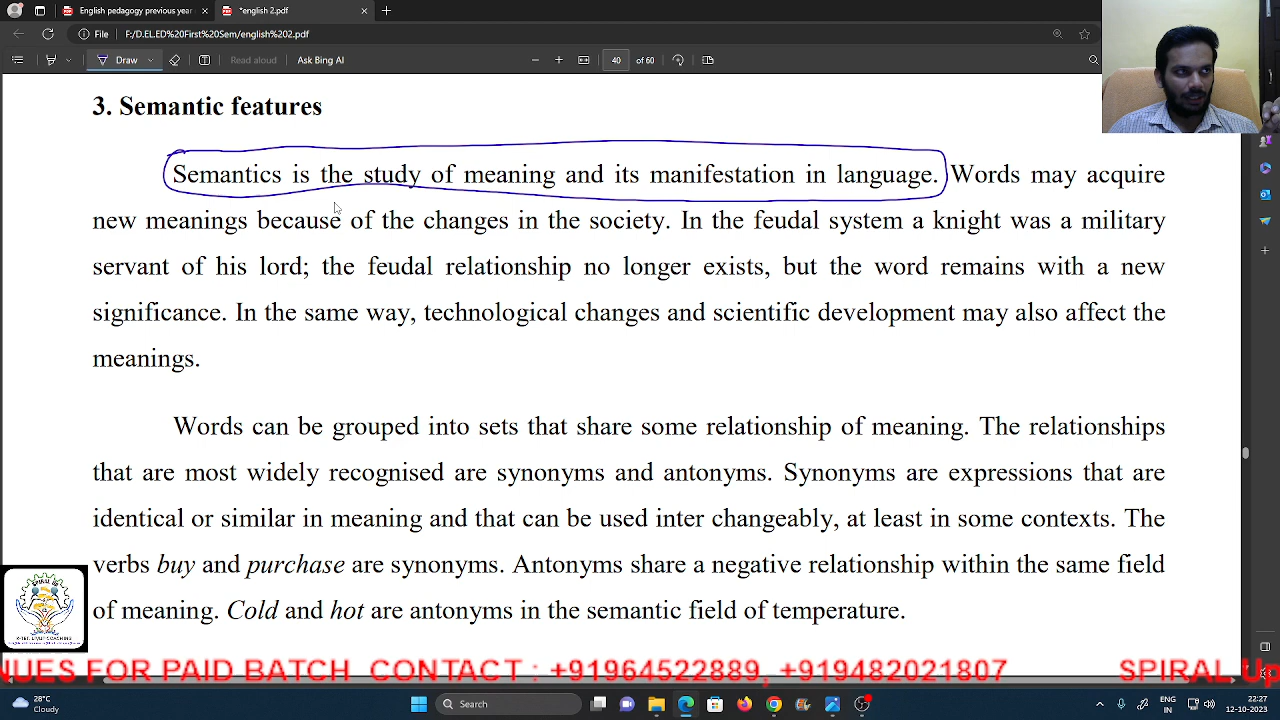 English pedagogy previous year
*english 2.pdf
File
F:/D.EL.ED%20First%20Sem/english%202.pdf
Draw
Read aloud
Ask Bing AI
40 of 60
3. Semantic features
Semantics is the study of meaning and its manifestation in language. Words may acquire
new meanings because of the changes in the society. In the feudal system a knight was a military
servant of his lord; the feudal relationship no longer exists, but the word remains with a new
significance. In the same way, technological changes and scientific development may also affect the
meanings.
Words can be grouped into sets that share some relationship of meaning. The relationships
that are most widely recognised are synonyms and antonyms. Synonyms are expressions that are
identical or similar in meaning and that can be used inter changeably, at least in some contexts. The
verbs buy and purchase are synonyms. Antonyms share a negative relationship within the same field
of meaning. Cold and hot are antonyms in the semantic field of temperature.
NUES FOR PAID BATCH CONTACT : +91964522889, +919482021807 SPIRAL Up
28°C
Cloudy
Search
ENG
IN
22:27
12-10-2023